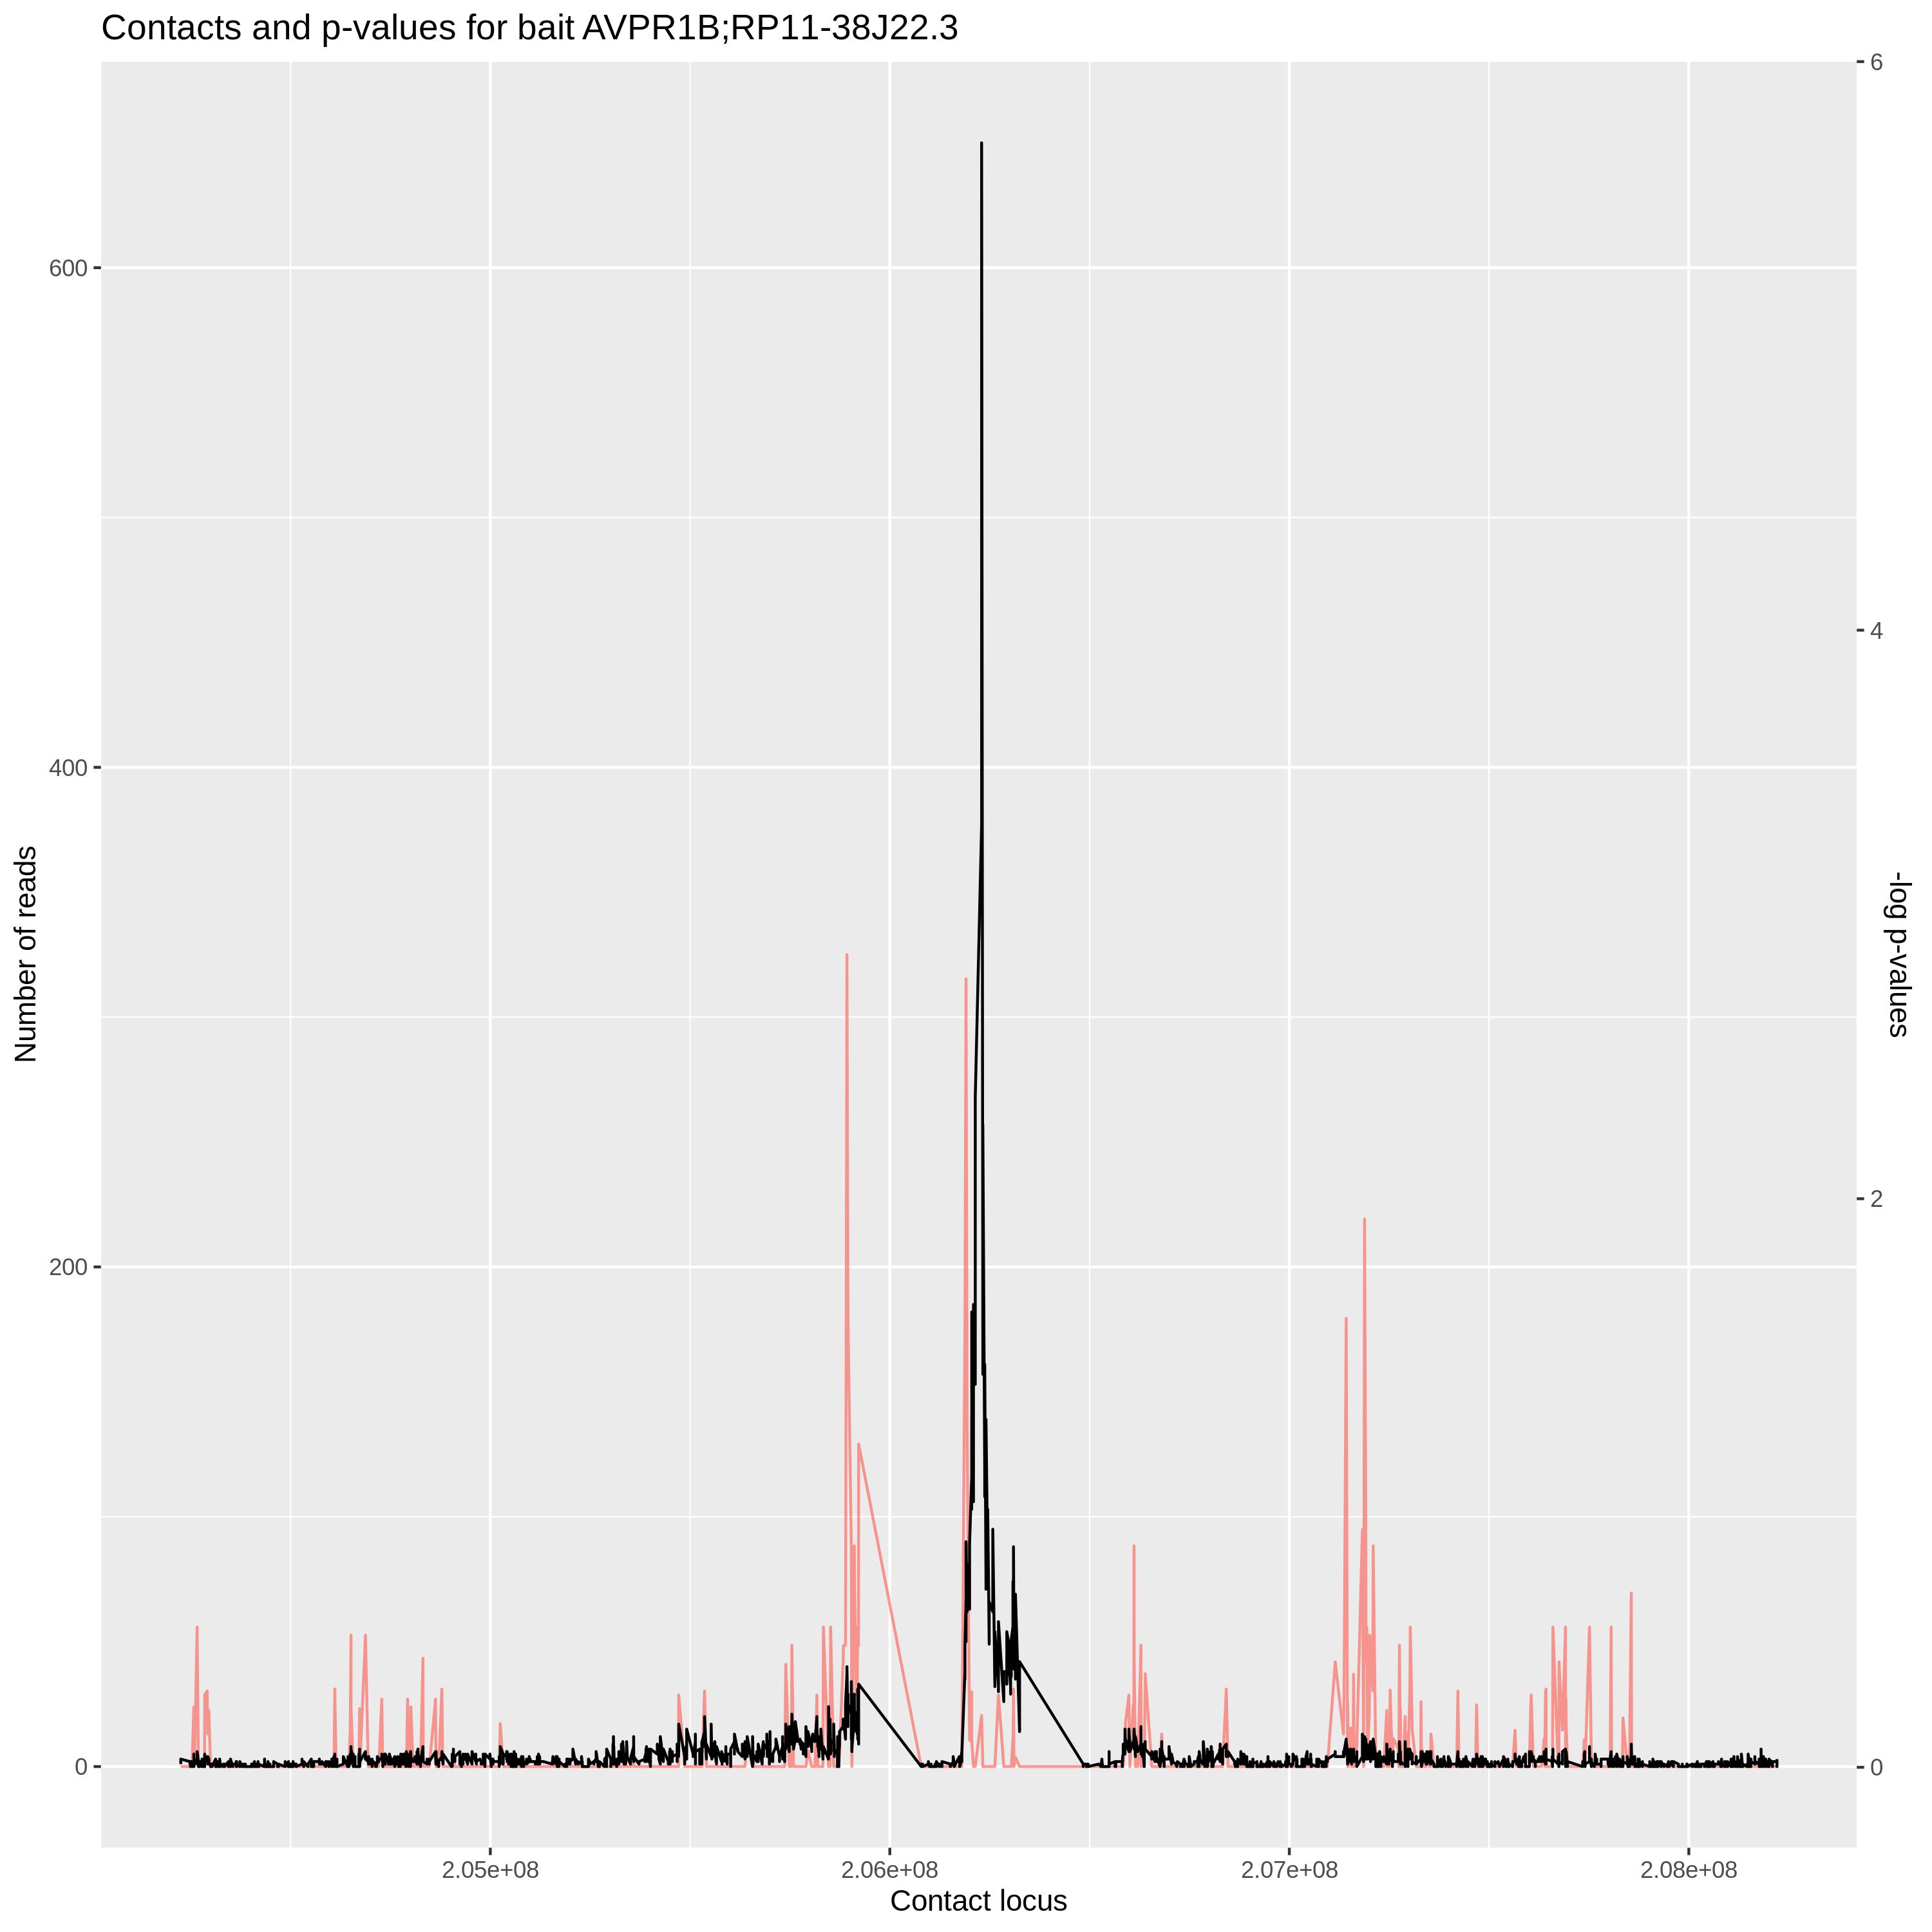 Contacts and p-values for bait AVPR1B;RP11-38J22.3
6
600
4
400
Number of reads
-log p-values
2
200
0
0
2.05e+08
2.06e+08
2.07e+08
2.08e+08
Contact locus